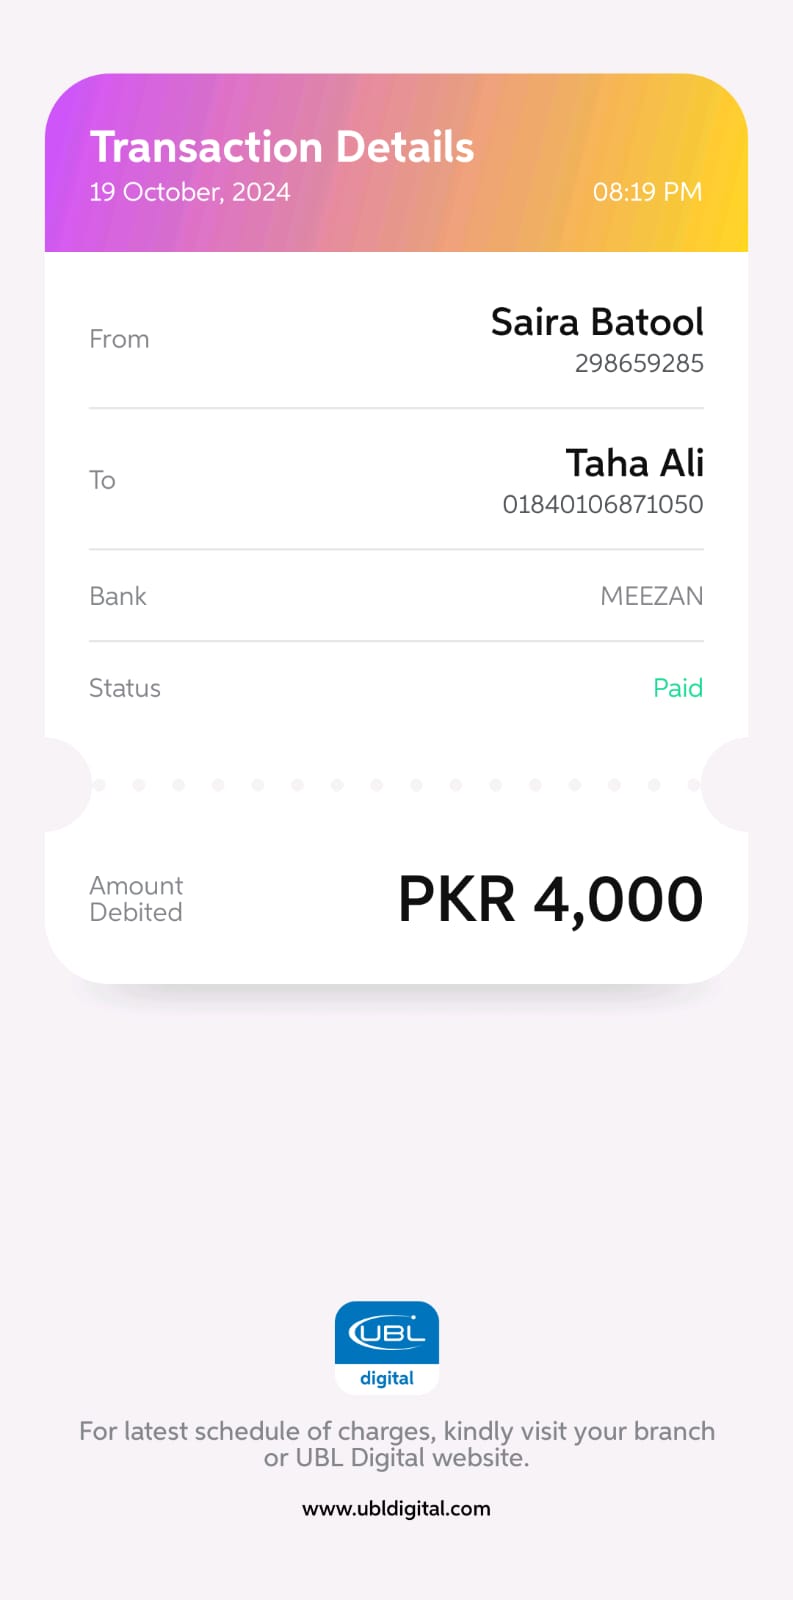 Transaction Details
19 October, 2024 08:19 PM
From
Saira Batool
298659285
To
Taha Ali
01840106871050
Bank MEEZAN
Status Paid
Amount
Debited
PKR 4,000
UBL
digital
For latest schedule of charges, kindly visit your branch
or UBL Digital website.
www.ubldigital.com